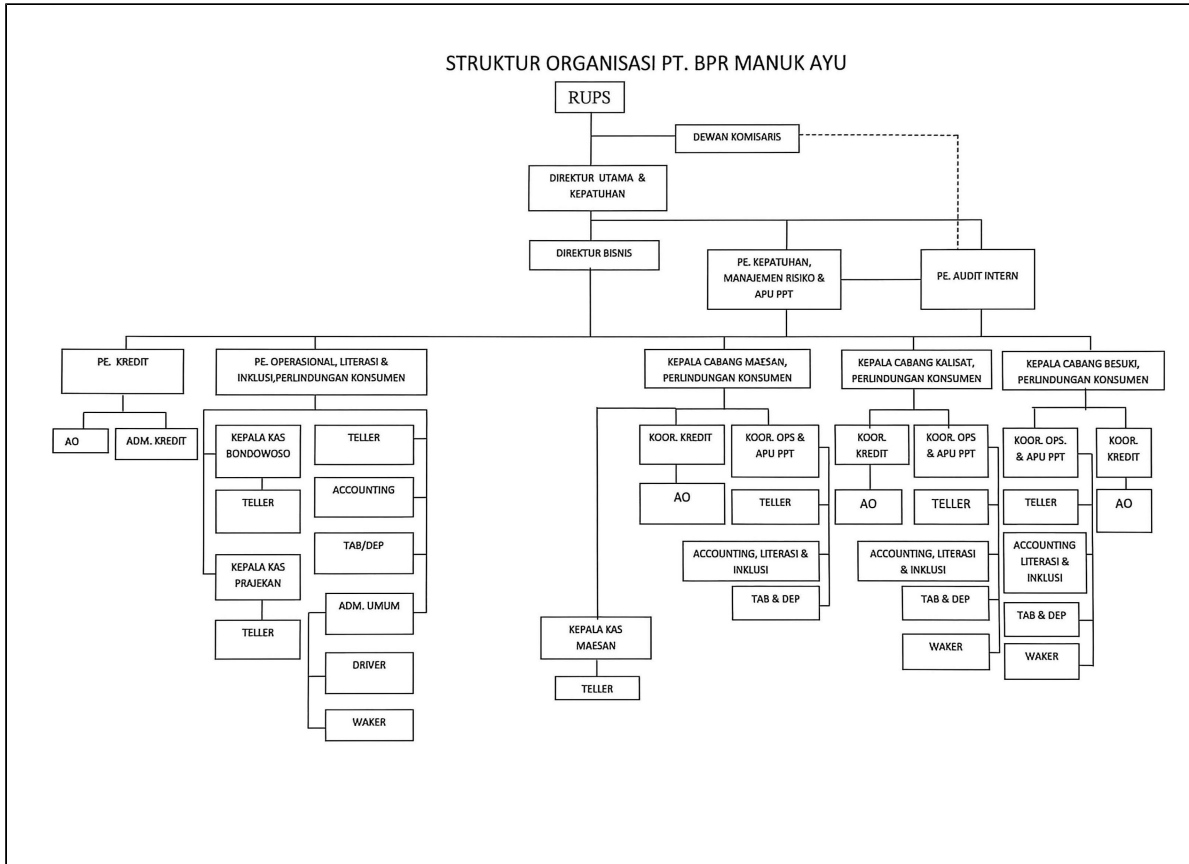 STRUKTUR ORGANISASI PT. BPR MANUK AYU
RUPS
DEWAN KOMISARIS
DIREKTUR UTAMA &
KEPATUHAN
DIREKTUR BISNIS
PE. KEPATUHAN,
MANAJEMEN RISIKO &
APU PPT
PE. AUDIT INTERN
PE. KREDIT
PE. OPERASIONAL, LITERASI &
INKLUSI,PERLINDUNGAN KONSUMEN
KEPALA CABANG MAESAN,
PERLINDUNGAN KONSUMEN
KEPALA CABANG KALISAT,
PERLINDUNGAN KONSUMEN
KEPALA CABANG BESUKI,
PERLINDUNGAN KONSUMEN
AO
ADM. KREDIT
KEPALA KAS
BONDOWOSO
TELLER
KEPALA KAS
PRAJEKAN
TELLER
TELLER
ACCOUNTING
TAB/DEP
ADM. UMUM
DRIVER
WAKER
KOOR. KREDIT
AO
KOOR. OPS &
APU PPT
TELLER
ACCOUNTING, LITERASI &
INKLUSI
TAB & DEP
KEPALA KAS
MAESAN
TELLER
KOOR.
KREDIT
AO
KOOR. OPS
& APU PPT
TELLER
ACCOUNTING, LITERASI
& INKLUSI
TAB & DEP
WAKER
KOOR. OPS.
& APU PPT
TELLER
ACCOUNTING
LITERASI &
INKLUSI
TAB & DEP
WAKER
KOOR.
KREDIT
AO